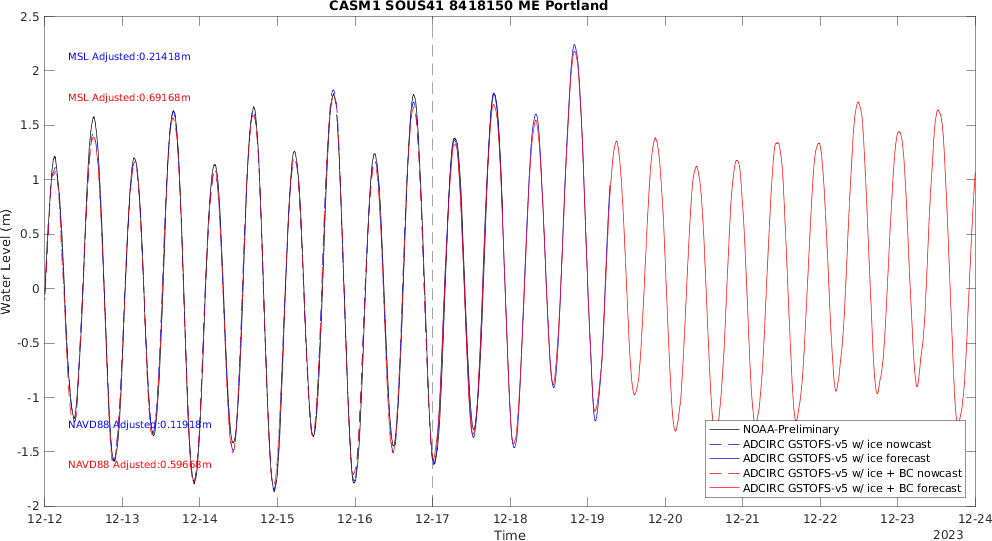 CASM1 SOUS41 8418150 ME Portland
2.5
2
1.5
1
0.5
0
-0.5
-1
-1.5
-2
Water Level (m)
MSL Adjusted:0.21418m
MSL Adjusted:0.69168m
NAVD88 Adjusted:0.11918m
NAVD88 Adjusted:0.59668m
NOAA-Preliminary
ADCIRC GSTOFS-v5 w/ ice nowcast
ADCIRC GSTOFS-v5 w/ ice forecast
ADCIRC GSTOFS-v5 w/ ice + BC nowcast
ADCIRC GSTOFS-v5 w/ ice + BC forecast
12-12 12-13 12-14 12-15 12-16 12-17 12-18 12-19 12-20 12-21 12-22 12-23 12-24
Time
2023